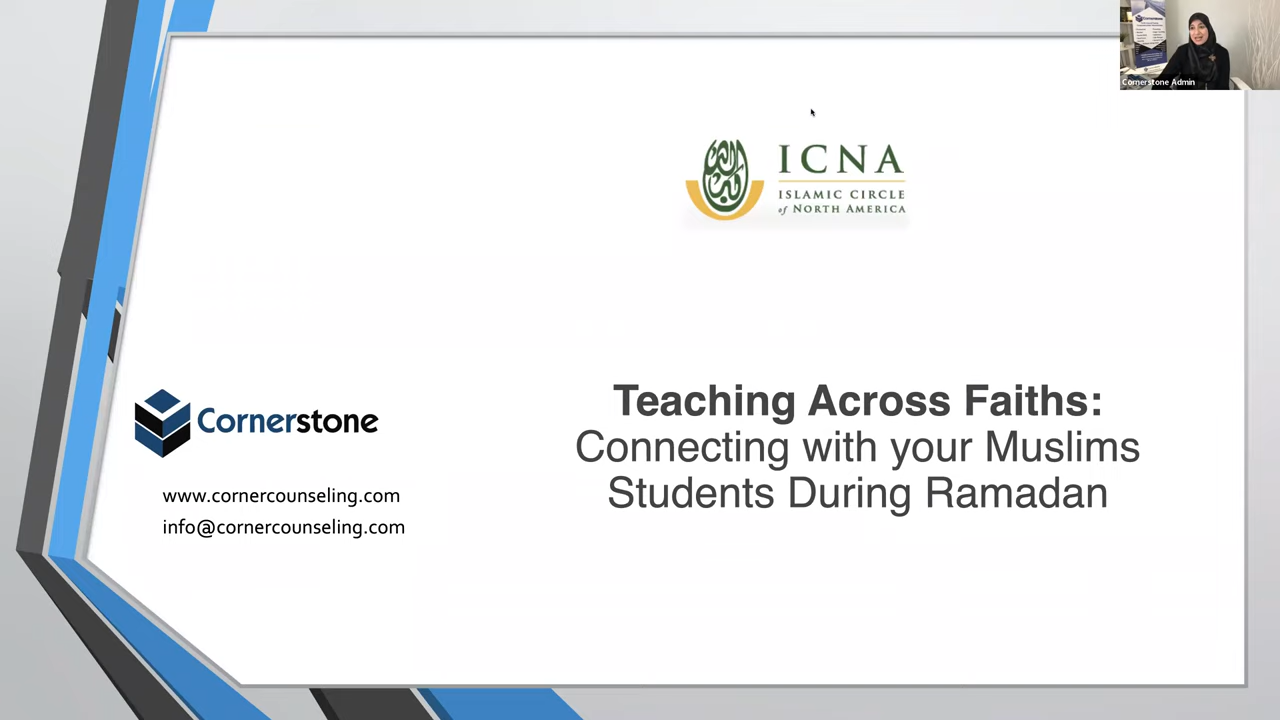 Cornerstone
Cornerstone Admin
ICNA
ISLAMIC CIRCLE
of NORTH AMERICA
Cornerstone
www.cornercounseling.com
info@cornercounseling.com
Teaching Across Faiths:
Connecting with your Muslims
Students During Ramadan